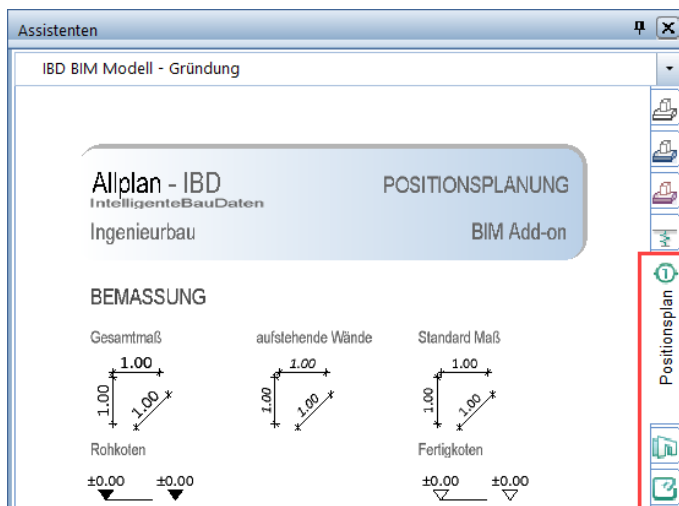 Assistenten
IBD BIM Modell - Gründung
Allplan - IBD
IntelligenteBauDaten
POSITIONSPLANUNG
Ingenieurbau
BIM Add-on
BEMASSUNG
Gesamtmaß
aufstehende Wände
Standard Maß
1.00
1.00
1.00
1.00
1.00
1.00
1.00
1.00
1.00
Rohkoten
Fertigkoten
±0.00
±0.00
±0.00
±0.00
1
Positionsplan